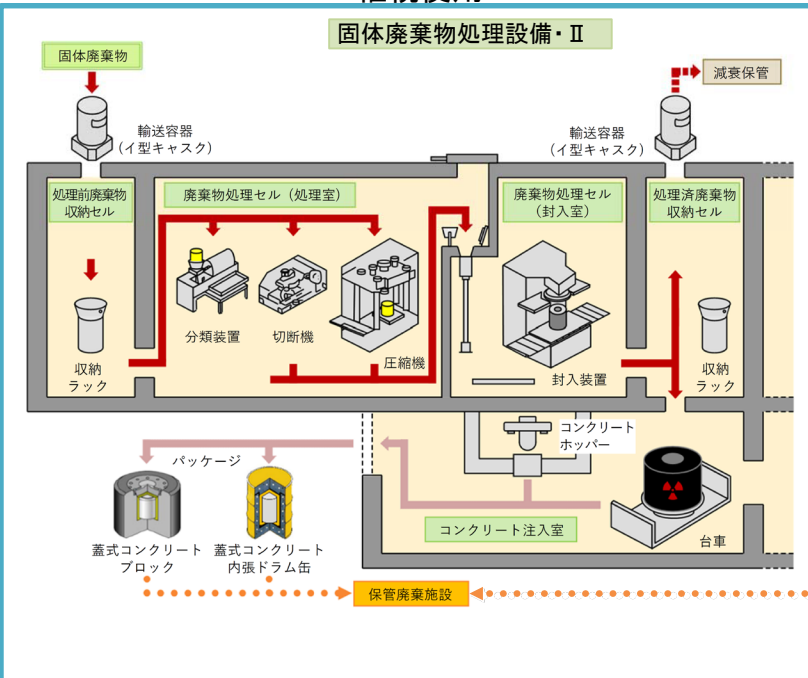 固体廃棄物処理設備・Ⅱ
固体廃棄物
減衰保管
輸送容器
(イ型キャスク)
輸送容器
(イ型キャスク)
処理前廃棄物
収納セル
廃棄物処理セル（処理室）
廃棄物処理セル
（封入室）
処理済廃棄物
収納セル
分類装置
切断機
圧縮機
収納
ラック
封入装置
収納
ラック
コンクリート
ホッパー
パッケージ
コンクリート注入室
台車
蓋式コンクリート
ブロック
蓋式コンクリート
内張ドラム缶
保管廃棄施設